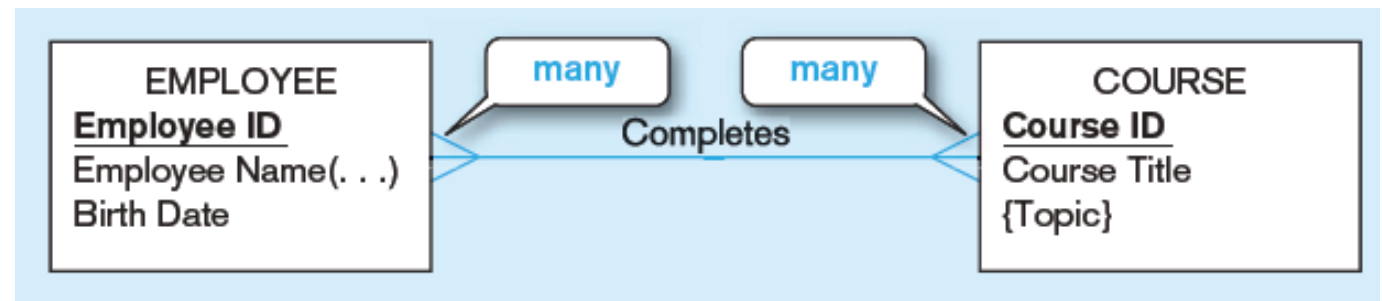 EMPLOYEE
Employee ID
Employee Name(. . .)
Birth Date
many
Completes
many
COURSE
Course ID
Course Title
{Topic}